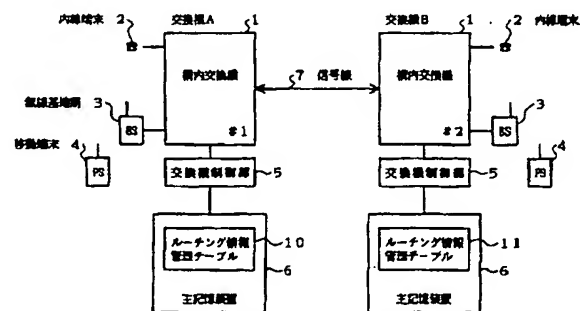 内線端末 2
交換機A
1
交換機B
1
2 内線端末
構内交換機
#1
7 信号線
構内交換機
#2
無線基地局
3
BS
BS
3
移動端末
4
PS
4
PS
交換機制御部
5
交換機制御部
5
ルーチング情報
管理テーブル
10
6
主記憶装置
ルーチング情報
管理テーブル
11
6
主記憶装置